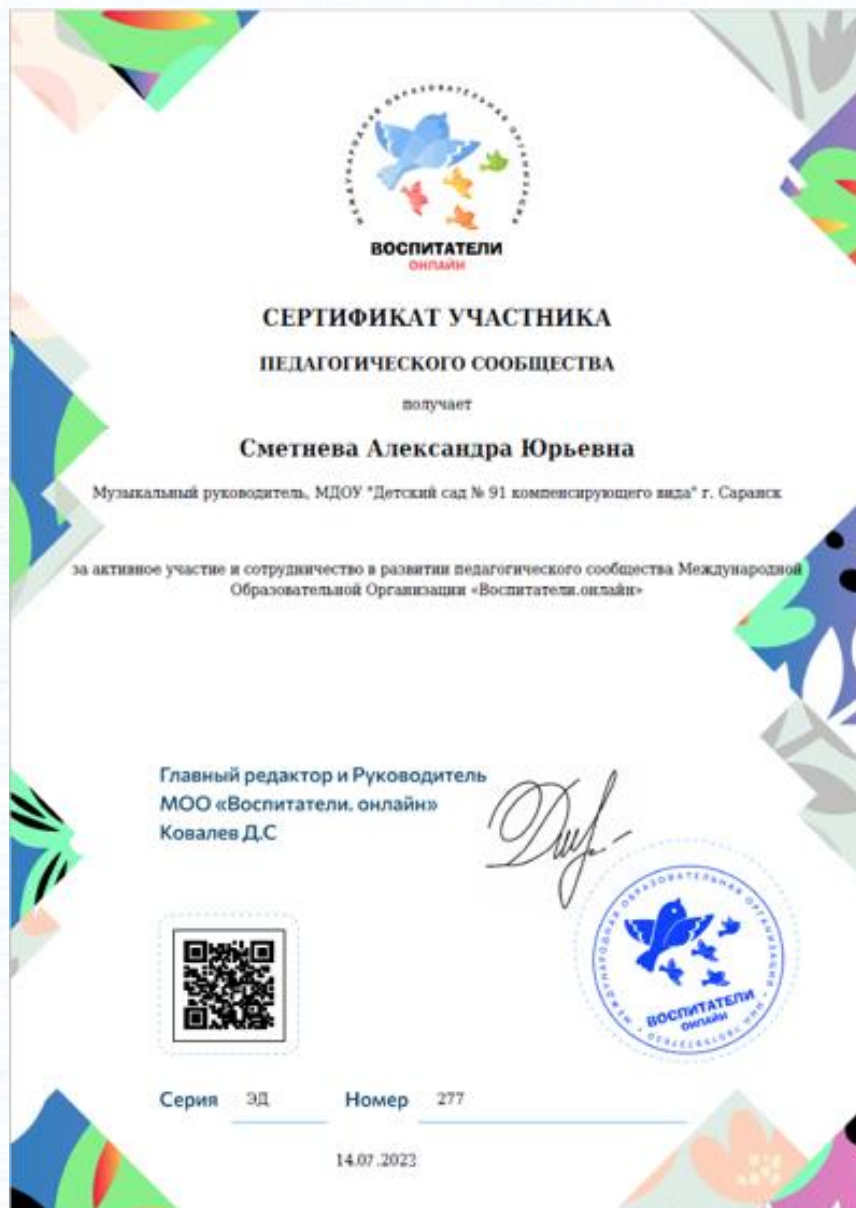 МЕЖДУНАРОДНАЯ ОБРАЗОВАТЕЛЬНАЯ ОРГАНИЗАЦИЯ
ВОСПИТАТЕЛИ
ОНЛАЙН
СЕРТИФИКАТ УЧАСТНИКА
ПЕДАГОГИЧЕСКОГО СООБЩЕСТВА
получает
Сметнева Александра Юрьевна
Музыкальный руководитель, МДОУ "Детский сад № 91 компенсирующего вида" г. Саранск
за активное участие и сотрудничество в развитии педагогического сообщества Международной
Образовательной Организации «Воспитатели.онлайн»
Главный редактор и Руководитель
МОО «Воспитатели. онлайн»
Ковалев Д.С
МЕЖДУНАРОДНАЯ ОБРАЗОВАТЕЛЬНАЯ ОРГАНИЗАЦИЯ
ВОСПИТАТЕЛИ
ОНЛАЙН
Серия ЭД Номер 277
14.07.2023